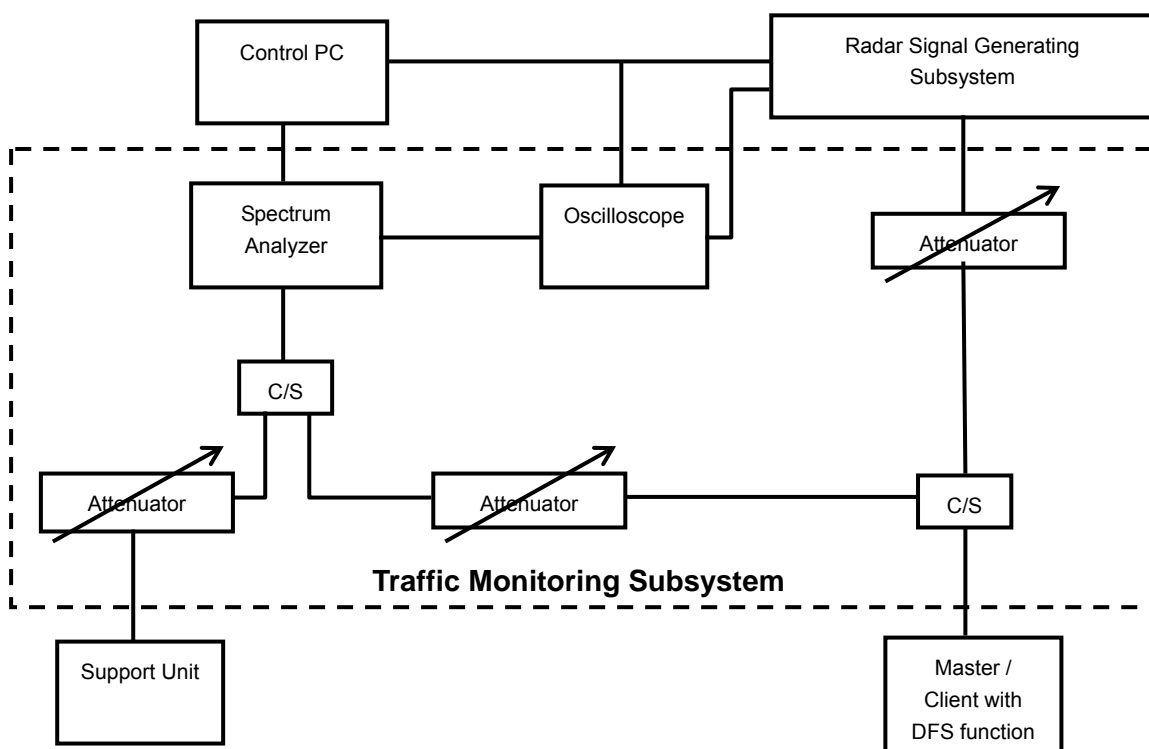 Control PC
Radar Signal Generating
Subsystem
Spectrum
Analyzer
Oscilloscope
Attenuator
C/S
Attenuator
Attenuator
C/S
Traffic Monitoring Subsystem
Support Unit
Master /
Client with
DFS function